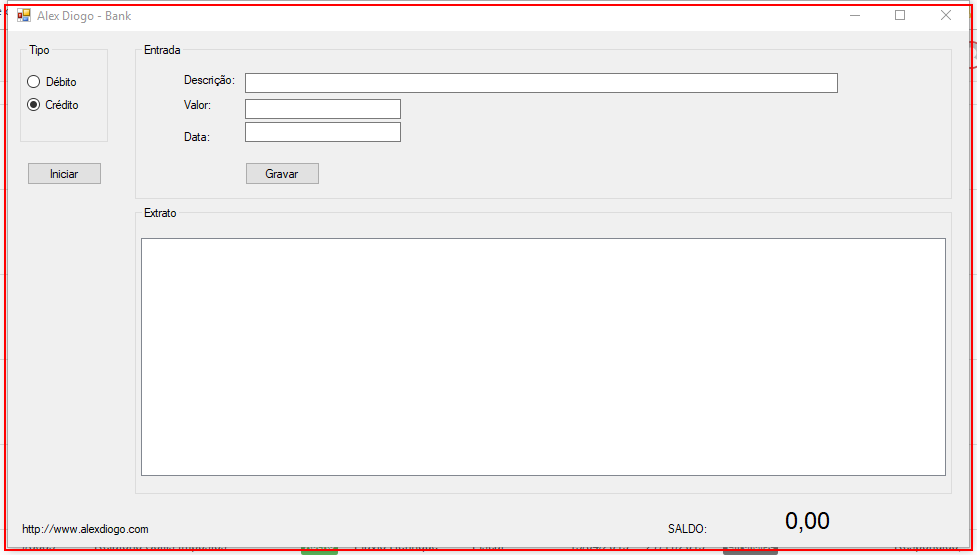 Alex Diogo - Bank
Tipo
Débito
Crédito
Iniciar
Entrada
Descrição:
Valor:
Data:
Gravar
Extrato
http://www.alexdiogo.com
SALDO: 0,00